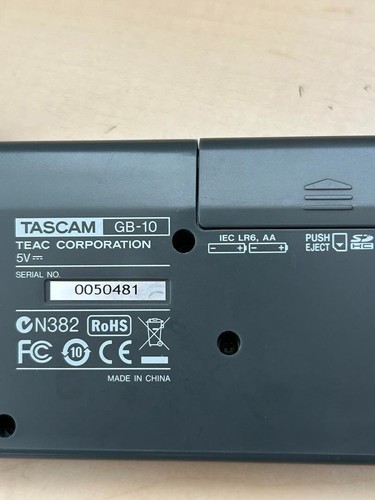 TASCAM GB-10
TEAC CORPORATION
5V
SERIAL NO.
0050481
N382 RoHS
FC 10 CE
MADE IN CHINA
IEC LR6, AA
PUSH
EJECT
SD
HC